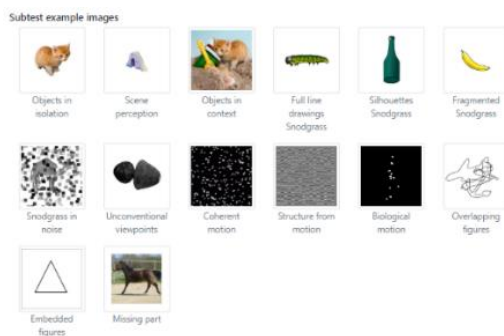 Subtest example images
Objects in
isolation
Scene
perception
Objects in
context
Full line
drawings
Snodgrass
Silhouettes
Snodgrass
Fragmented
Snodgrass
Snodgrass in
noise
Unconventional
viewpoints
Coherent
motion
Structure from
motion
Biological
motion
Overlapping
figures
Embedded
figures
Missing part